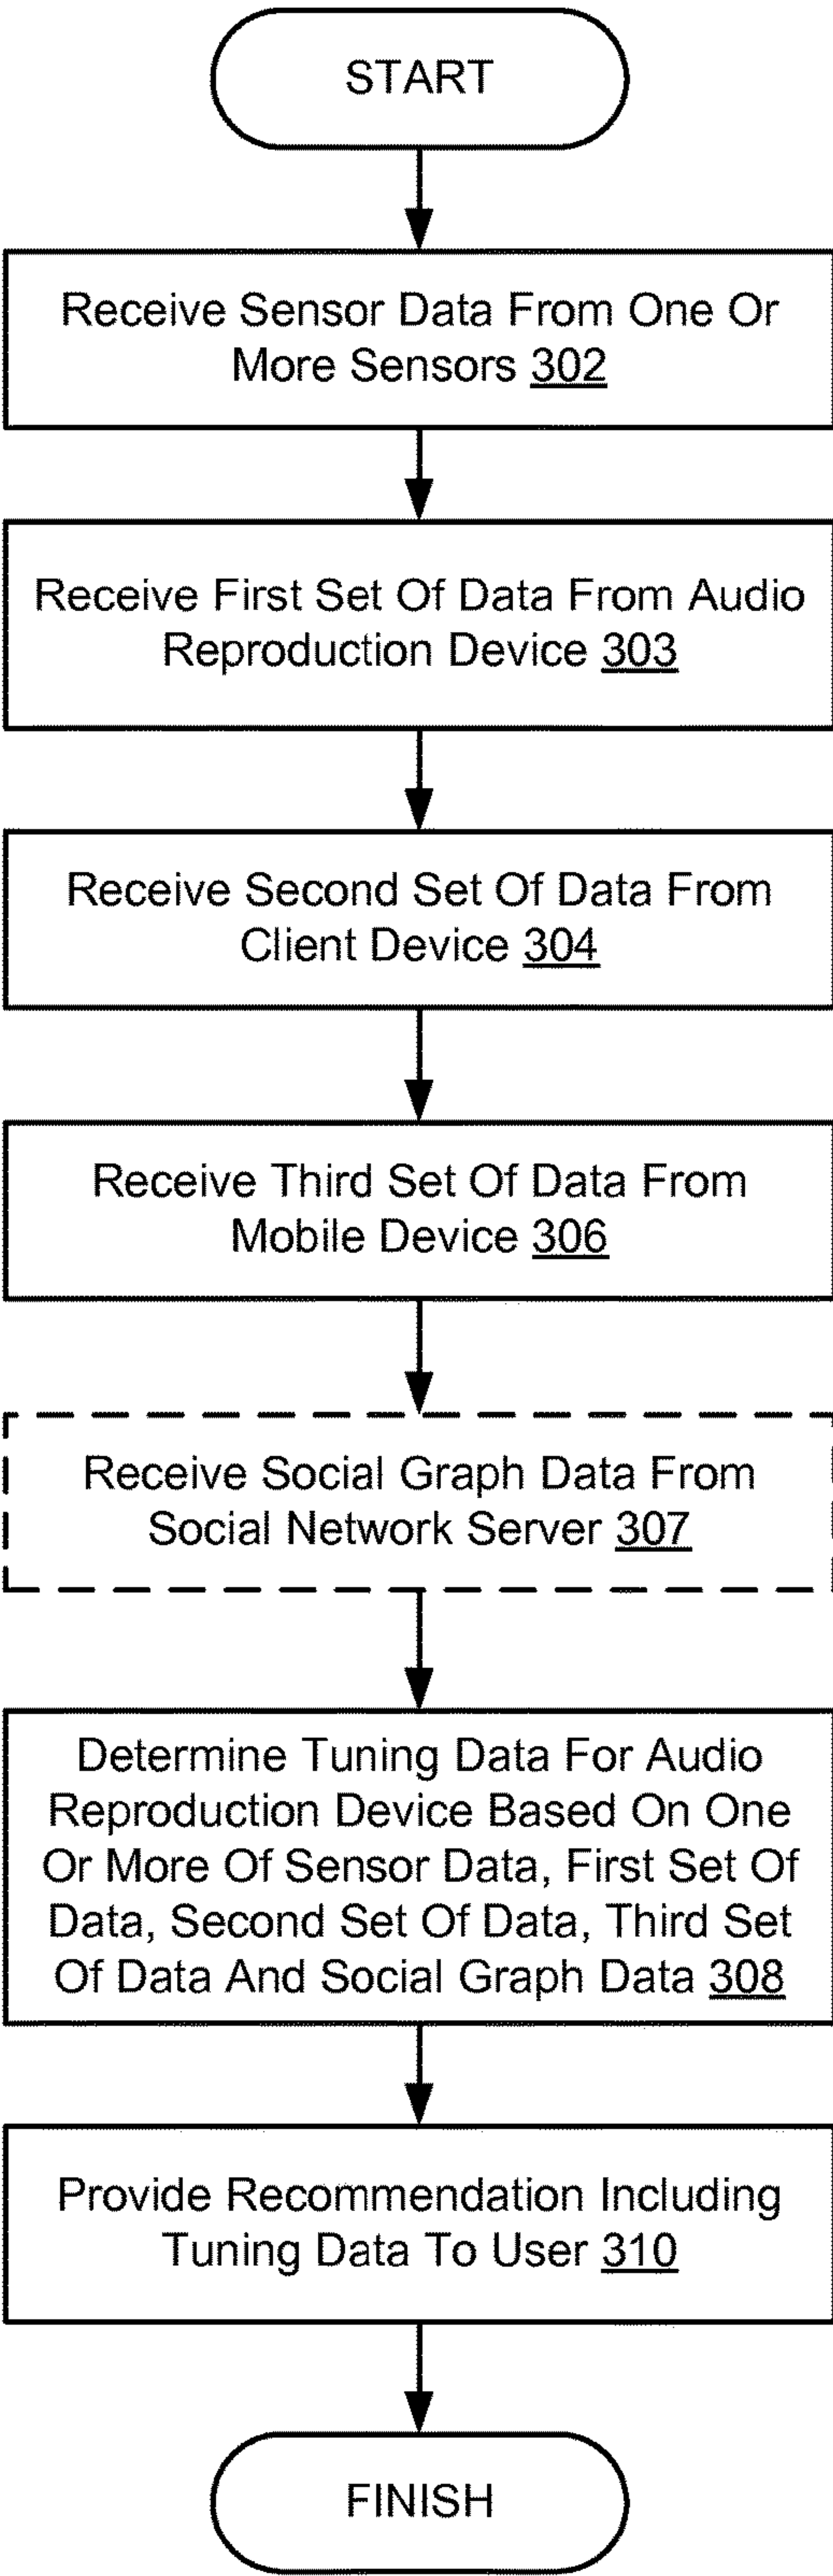 START
Receive Sensor Data From One Or
More Sensors 302
Receive First Set Of Data From Audio
Reproduction Device 303
Receive Second Set Of Data From
Client Device 304
Receive Third Set Of Data From
Mobile Device 306
Receive Social Graph Data From
Social Network Server 307
Determine Tuning Data For Audio
Reproduction Device Based On One
Or More Of Sensor Data, First Set Of
Data, Second Set Of Data, Third Set
Of Data And Social Graph Data 308
Provide Recommendation Including
Tuning Data To User 310
FINISH